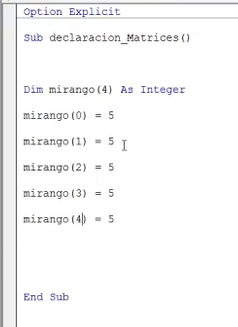 Option Explicit
Sub declaracion_Matrices()
Dim mirango(4) As Integer
mirango(0) = 5
mirango(1) = 5
mirango(2) = 5
mirango(3) = 5
mirango(4) = 5
End Sub